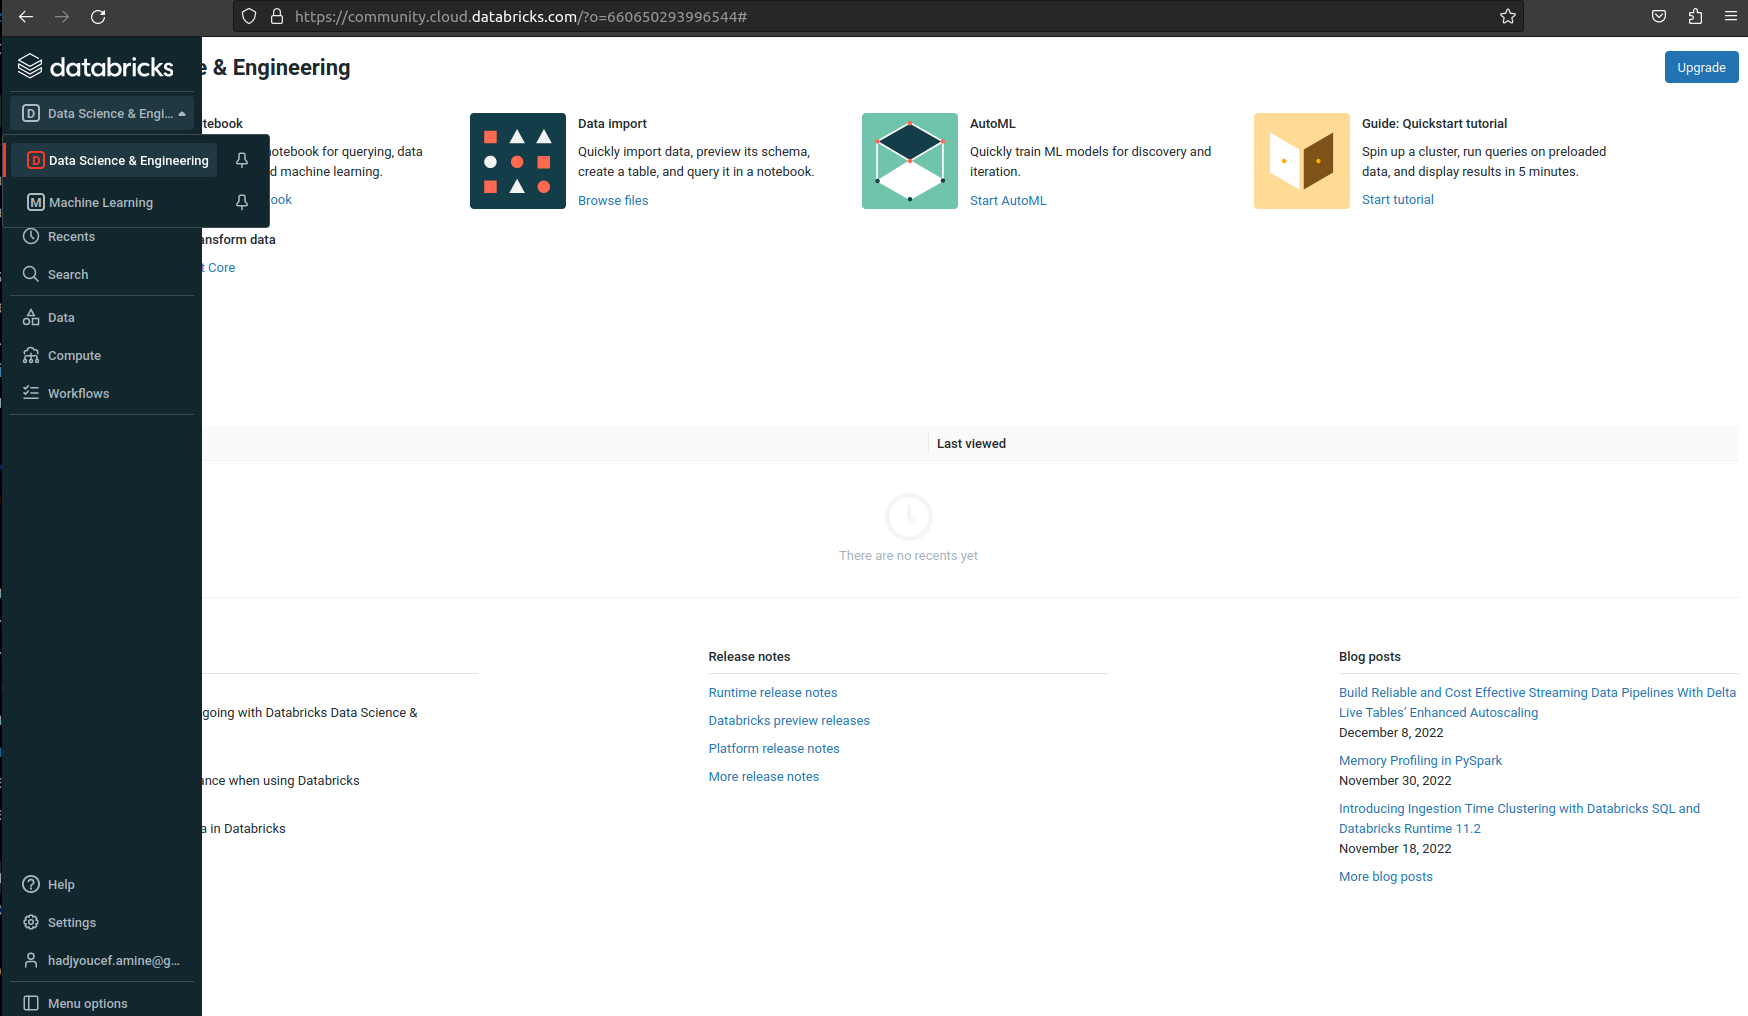 https://community.cloud.databricks.com/?o=660650293996544#
databricks
e & Engineering
Upgrade
D Data Science & Engi...
D Data Science & Engineering
M Machine Learning
Recents
Search
Data
Compute
Workflows
tebook
notebook for querying, data
d machine learning.
ook
Data import
Quickly import data, preview its schema,
create a table, and query it in a notebook.
Browse files
AutoML
Quickly train ML models for discovery and
iteration.
Start AutoML
Guide: Quickstart tutorial
Spin up a cluster, run queries on preloaded
data, and display results in 5 minutes.
Start tutorial
ansform data
t Core
Last viewed
There are no recents yet
going with Databricks Data Science &
ance when using Databricks
a in Databricks
Release notes
Runtime release notes
Databricks preview releases
Platform release notes
More release notes
Blog posts
Build Reliable and Cost Effective Streaming Data Pipelines With Delta
Live Tables’ Enhanced Autoscaling
December 8, 2022
Memory Profiling in PySpark
November 30, 2022
Introducing Ingestion Time Clustering with Databricks SQL and
Databricks Runtime 11.2
November 18, 2022
More blog posts
Help
Settings
hadjyoucef.amine@g...
Menu options